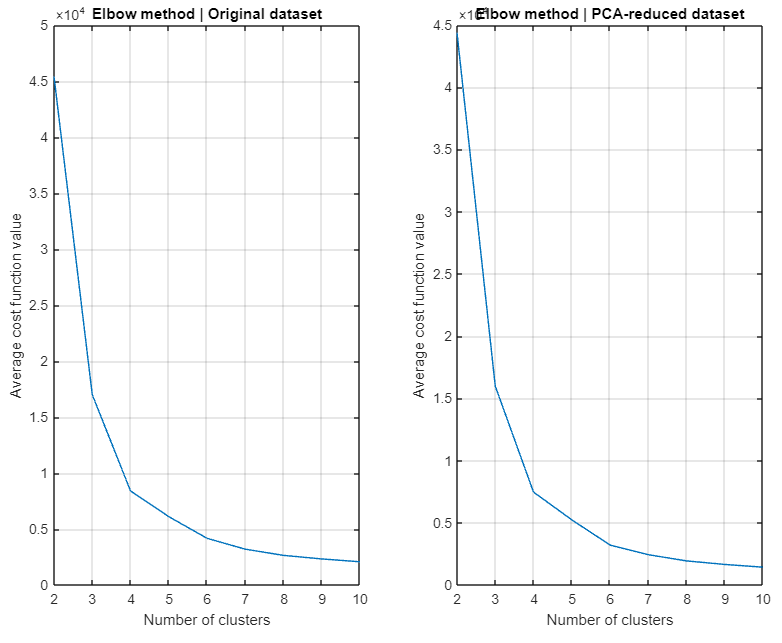 ×10⁴ Elbow method | Original dataset
5
4.5
4
3.5
3
2.5
2
1.5
1
0.5
0
Average cost function value
2 3 4 5 6 7 8 9 10
Number of clusters
Elbow method | PCA-reduced dataset
4.5
4
3.5
3
2.5
2
1.5
1
0.5
0
Average cost function value
2 3 4 5 6 7 8 9 10
Number of clusters